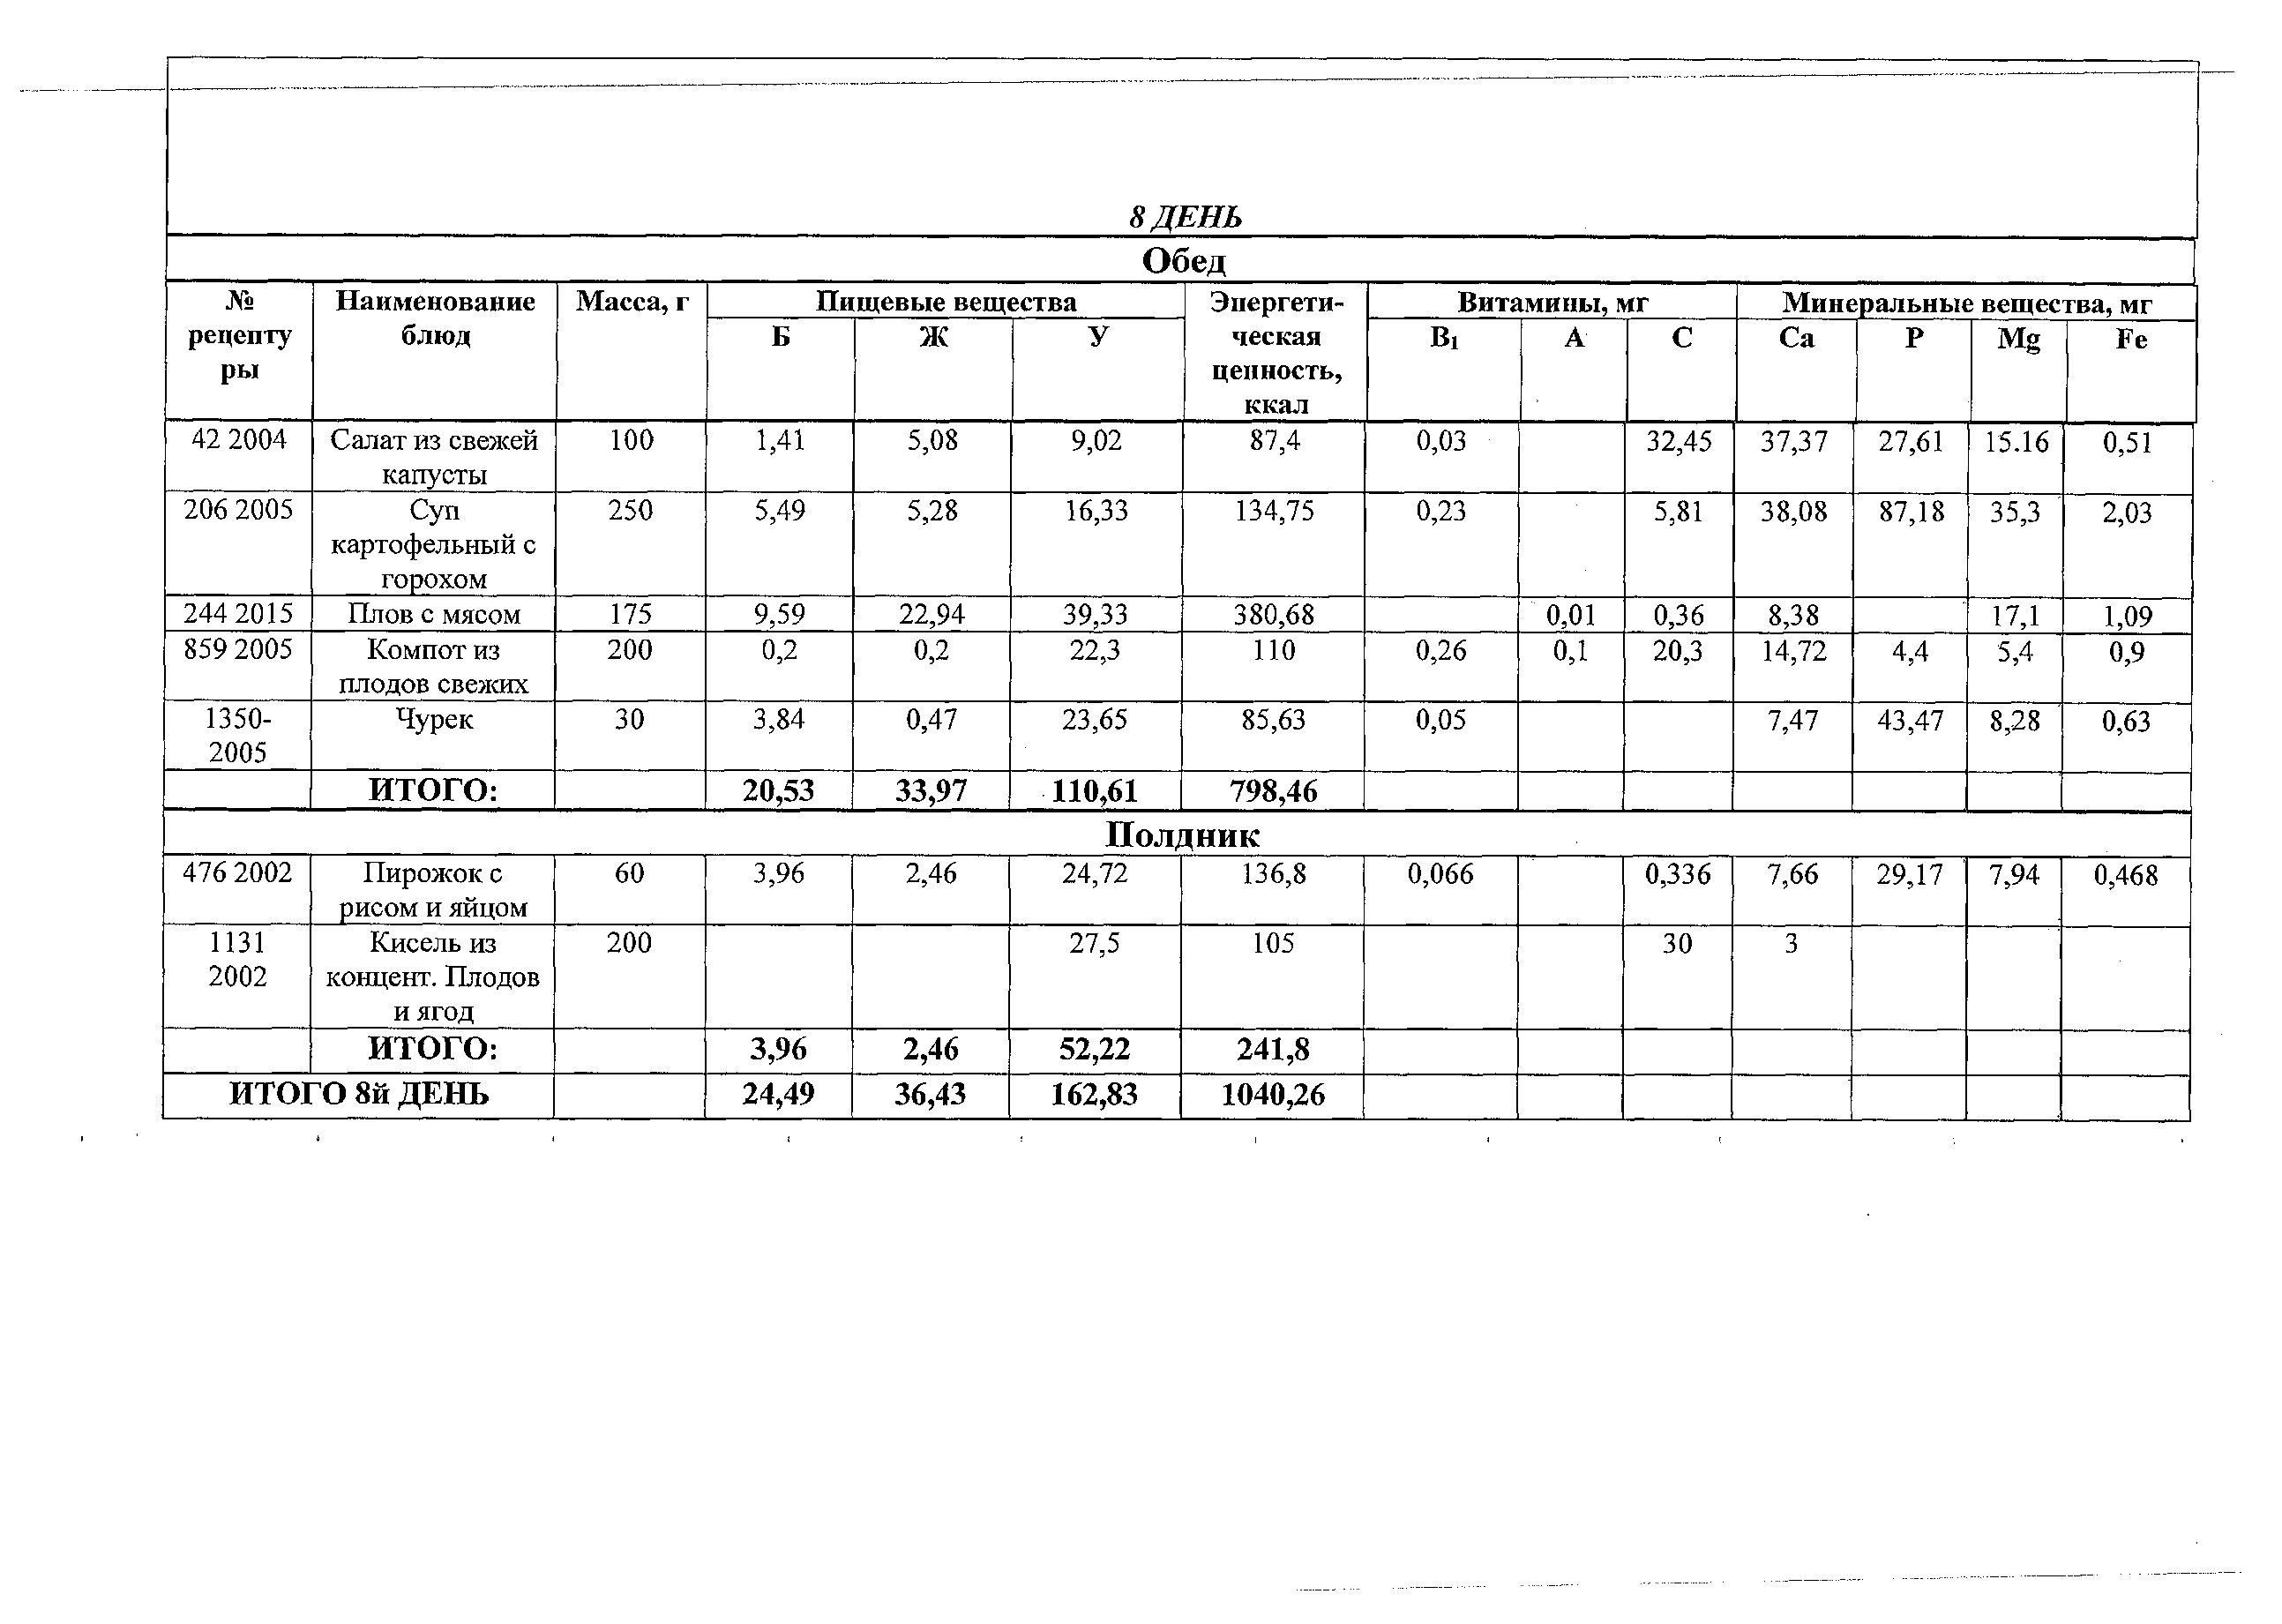 8 ДЕНЬ
Обед
№ Наименование Масса, г Пищевые вещества Энергети- Витамины, мг Минеральные вещества, мг
рецепту блюд Б Ж У ческая B1 A C Ca P Mg Fe
ры ценность,
ккал
42 2004 Салат из свежей 100 1,41 5,08 9,02 87,4 0,03 32,45 37,37 27,61 15.16 0,51
капусты
206 2005 Суп 250 5,49 5,28 16,33 134,75 0,23 5,81 38,08 87,18 35,3 2,03
картофельный с
горохом
244 2015 Плов с мясом 175 9,59 22,94 39,33 380,68 0,01 0,36 8,38 17,1 1,09
859 2005 Компот из 200 0,2 0,2 22,3 110 0,26 0,1 20,3 14,72 4,4 5,4 0,9
плодов свежих
1350- Чурек 30 3,84 0,47 23,65 85,63 0,05 7,47 43,47 8,28 0,63
2005
ИТОГО: 20,53 33,97 110,61 798,46
Полдник
476 2002 Пирожок с 60 3,96 2,46 24,72 136,8 0,066 0,336 7,66 29,17 7,94 0,468
рисом и яйцом
1131 Кисель из 200 27,5 105 30 3
2002 концент. Плодов
и ягод
ИТОГО: 3,96 2,46 52,22 241,8
ИТОГО 8й ДЕНЬ 24,49 36,43 162,83 1040,26